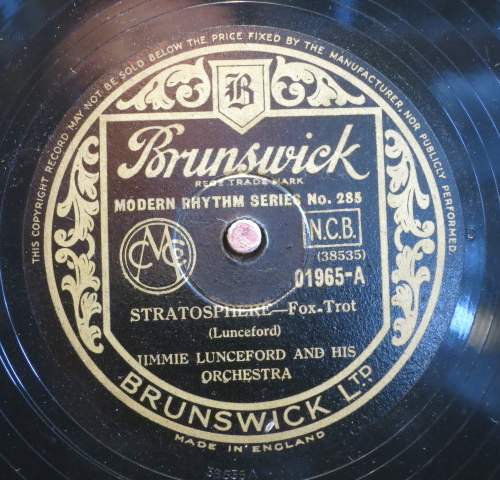 THIS COPYRIGHT RECORD MAY NOT BE SOLD BELOW THE PRICE FIXED BY THE MANUFACTURER, NOR PUBLICLY PERFORMED.
B
Brunswick
REGD TRADE MARK
MODERN RHYTHM SERIES No. 285
MCPS
N.C.B.
(38535)
01965-A
STRATOSPHERE—Fox-Trot
(Lunceford)
JIMMIE LUNCEFORD AND HIS
ORCHESTRA
BRUNSWICK LTD
MADE IN ENGLAND